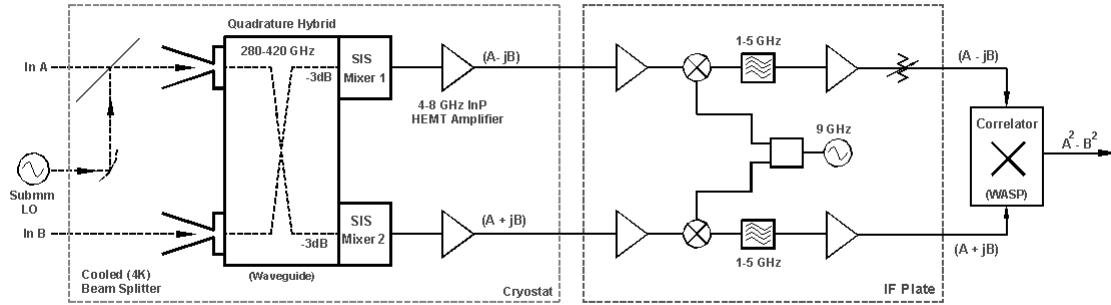 Quadrature Hybrid
280-420 GHz
In A
-3dB
SIS
Mixer 1
(A- jB)
4-8 GHz InP
HEMT Amplifier
Submm
LO
In B
-3dB
SIS
Mixer 2
(A + jB)
(Waveguide)
Cooled (4K)
Beam Splitter
Cryostat
1-5 GHz
9 GHz
1-5 GHz
IF Plate
(A - jB)
Correlator
(WASP)
A² - B²
(A + jB)